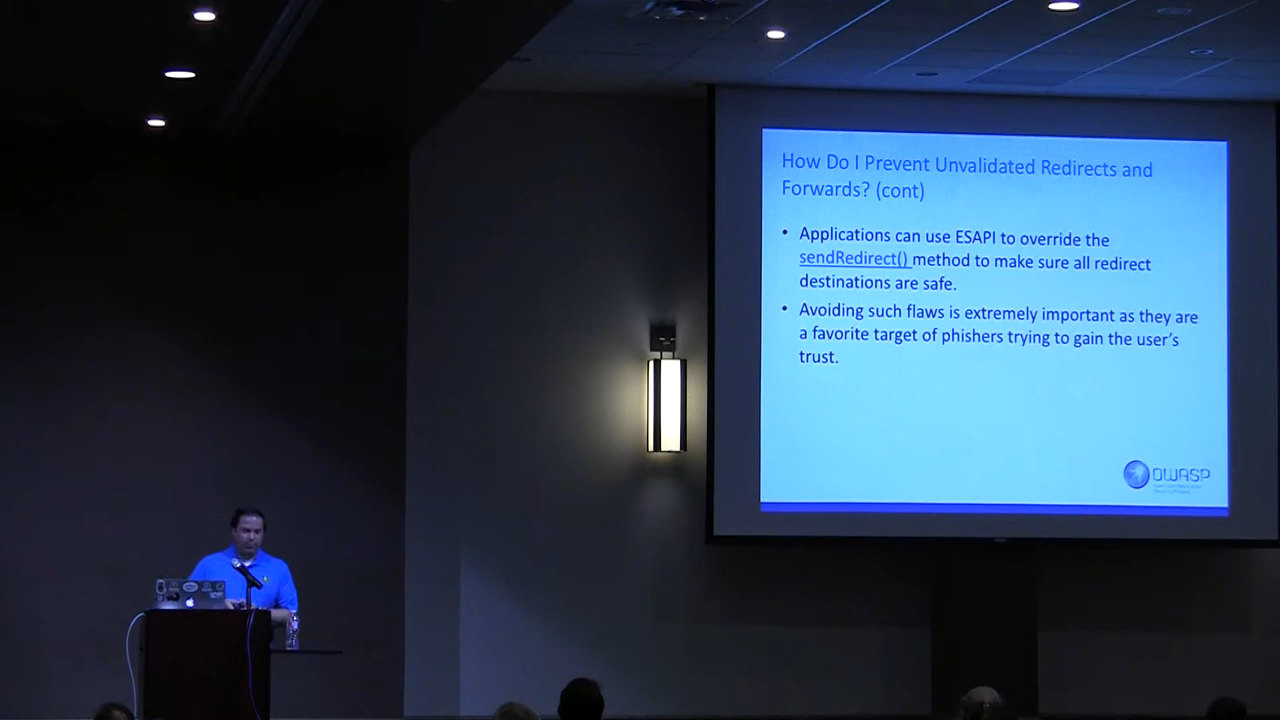 How Do I Prevent Unvalidated Redirects and
Forwards? (cont)
• Applications can use ESAPI to override the
sendRedirect() method to make sure all redirect
destinations are safe.
• Avoiding such flaws is extremely important as they are
a favorite target of phishers trying to gain the user's
trust.
OWASP